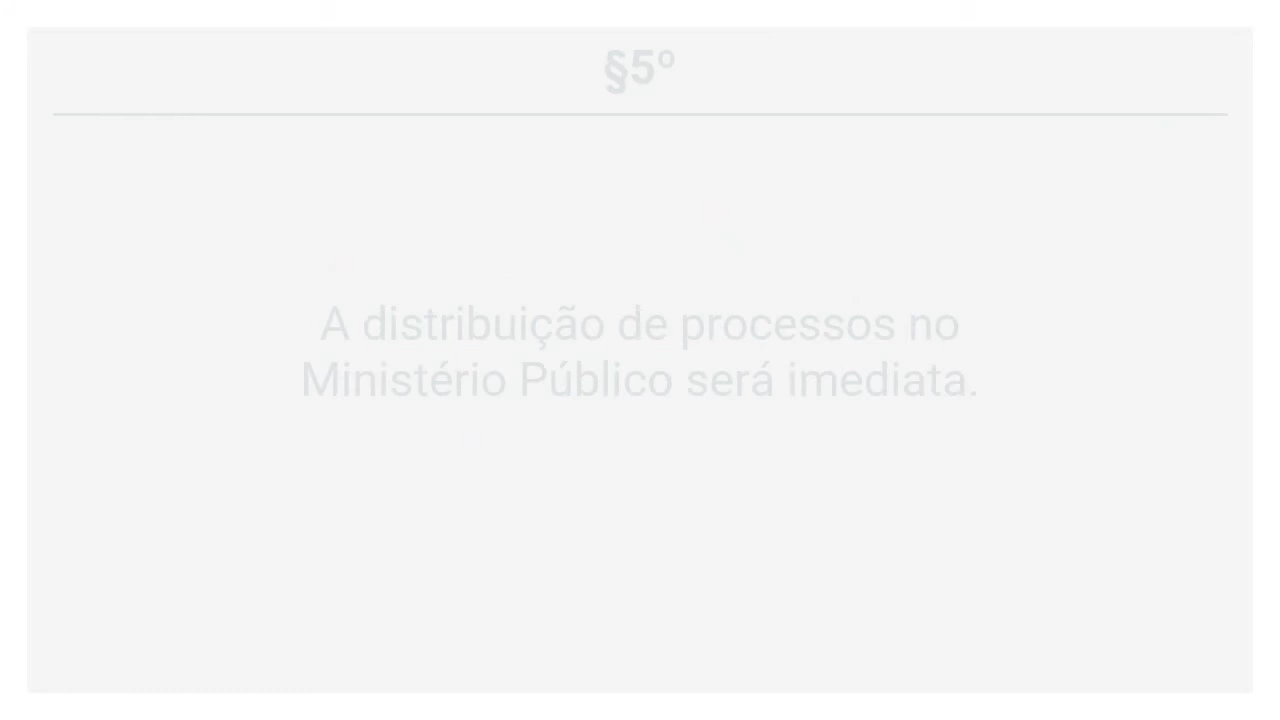 §5º
A distribuição de processos no
Ministério Público será imediata.